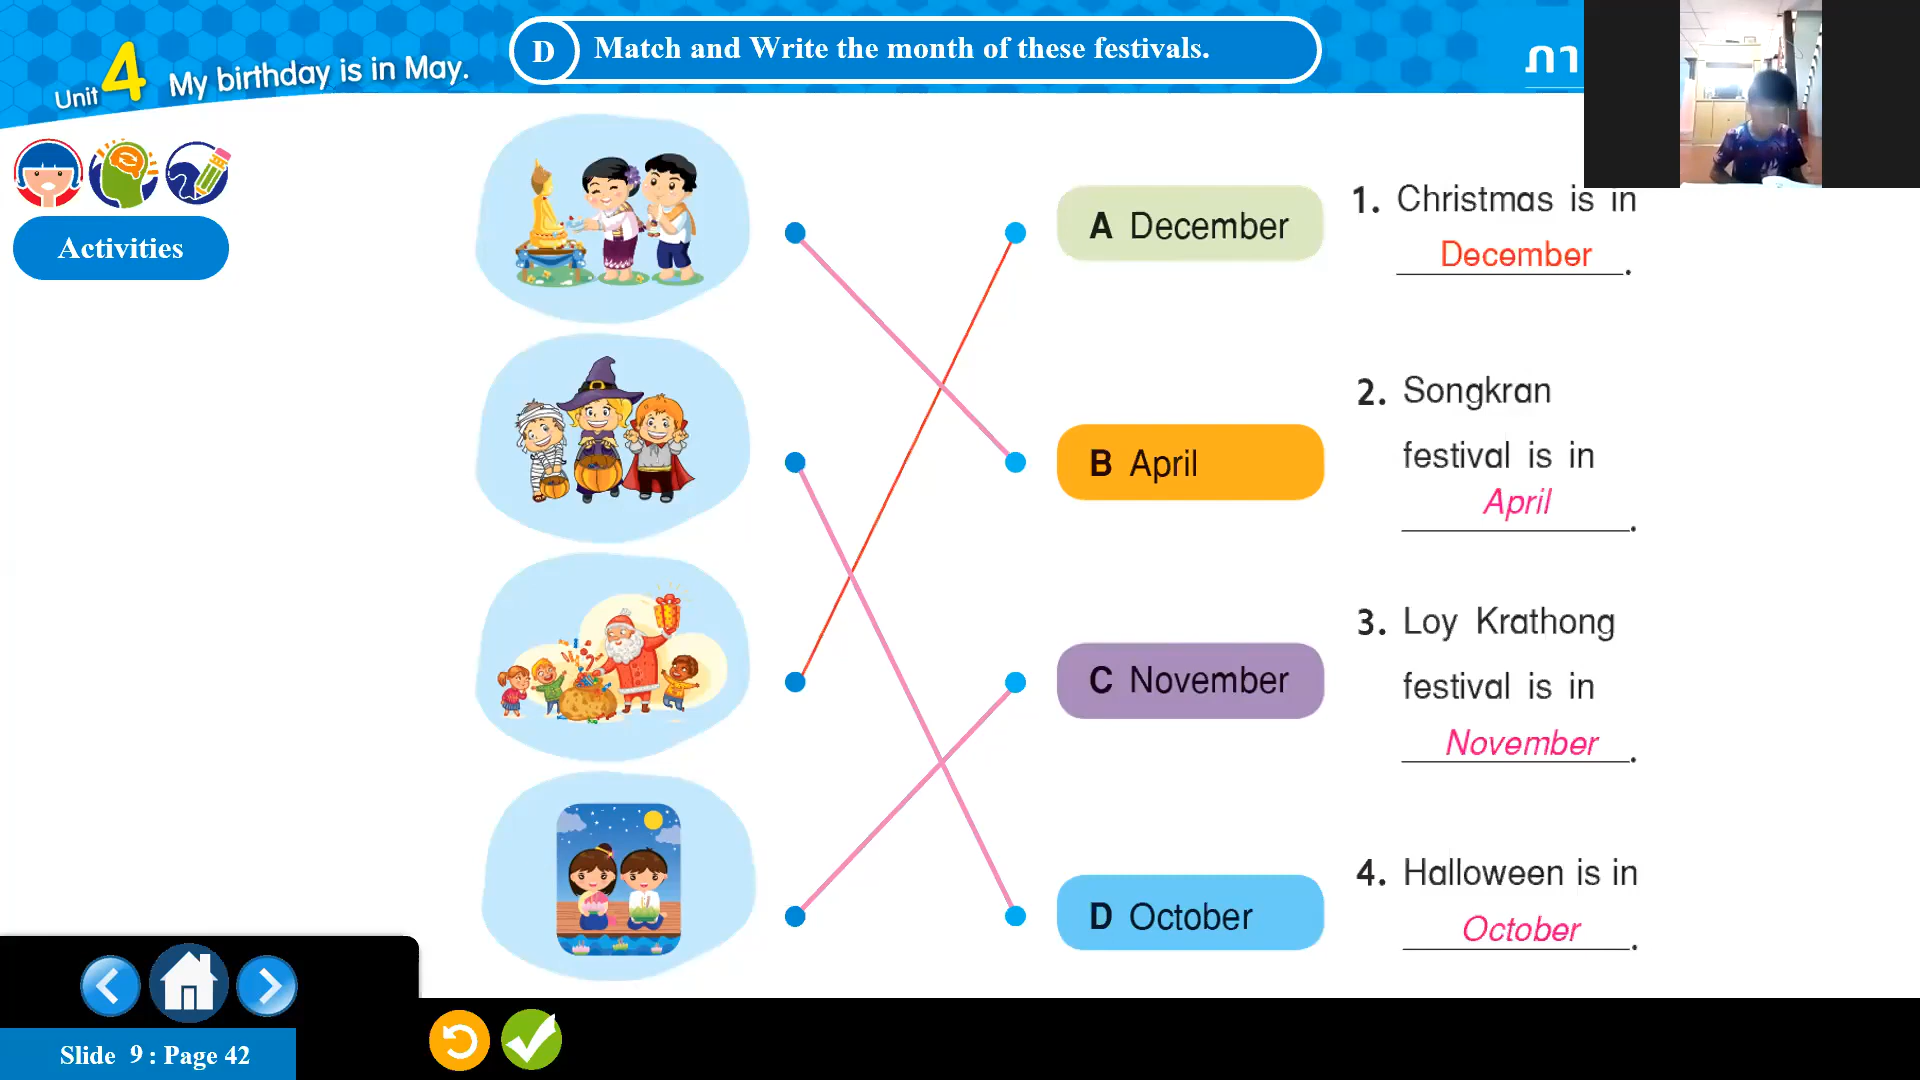 Unit 4 My birthday is in May.
D Match and Write the month of these festivals.
ภา
Activities
A December
B April
C November
D October
1. Christmas is in
December.
2. Songkran
festival is in
April.
3. Loy Krathong
festival is in
November.
4. Halloween is in
October.
Slide 9 : Page 42